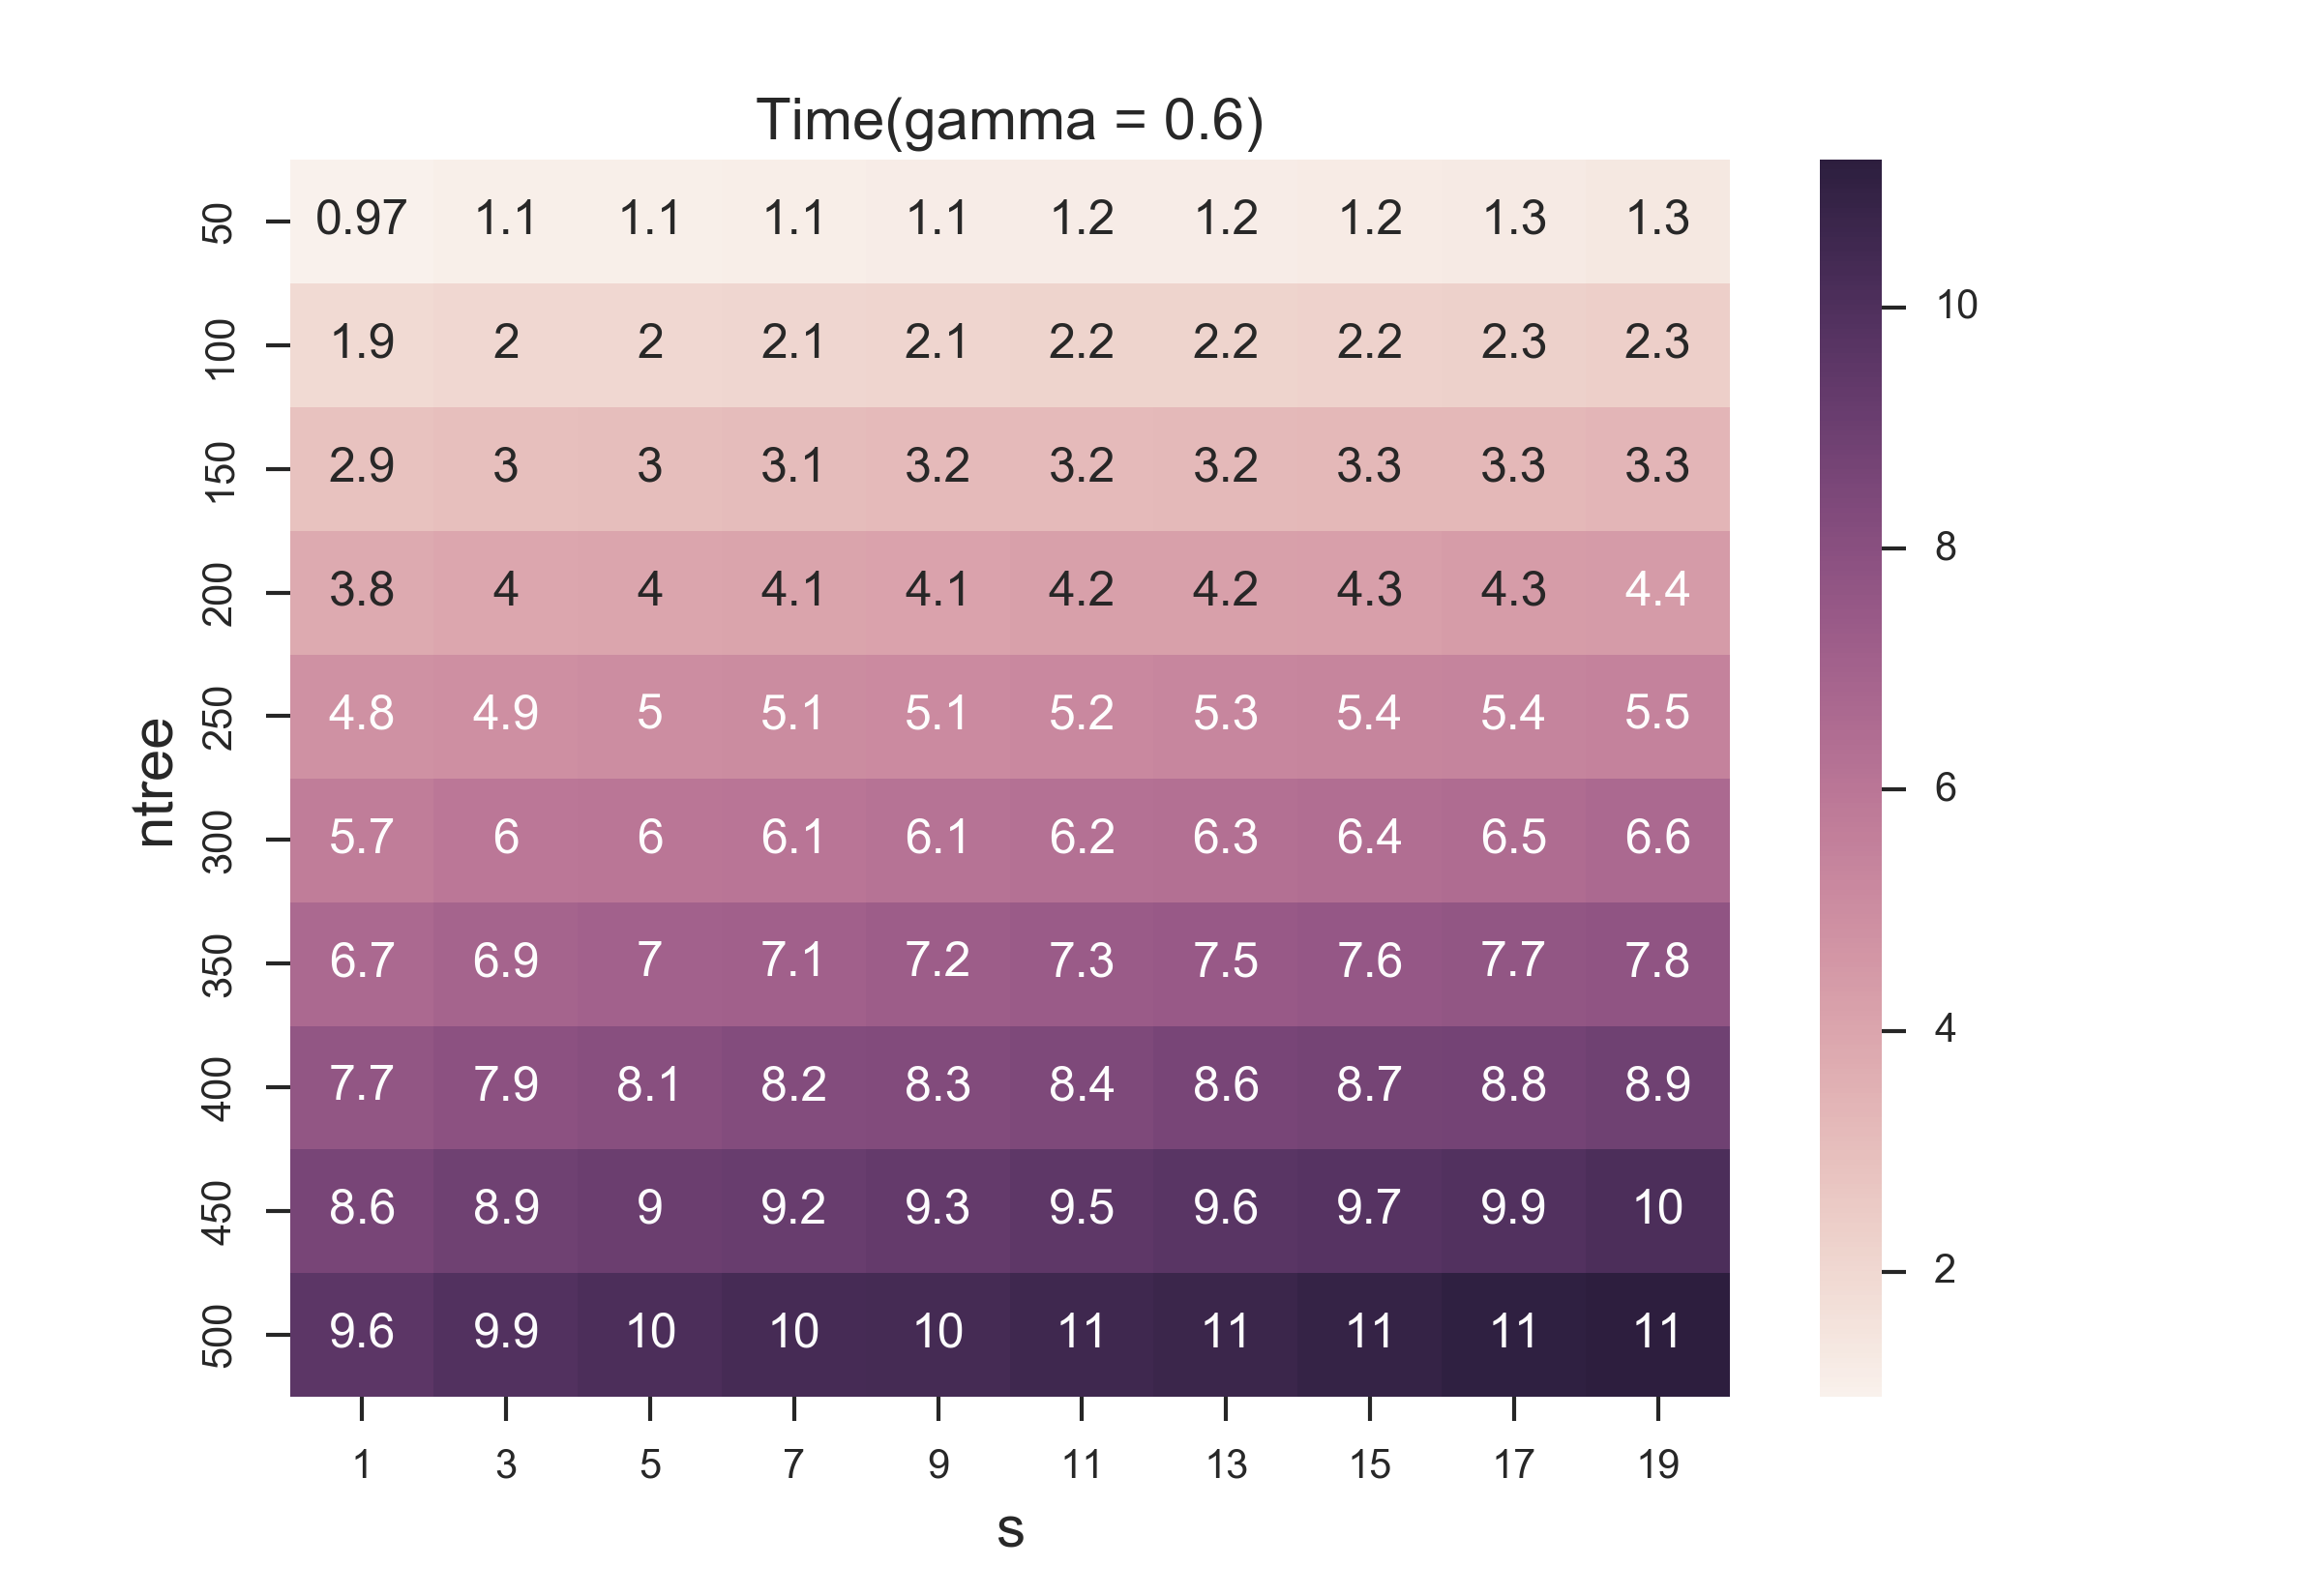 Time(gamma = 0.6)
50 0.97 1.1 1.1 1.1 1.1 1.2 1.2 1.2 1.3 1.3
100 1.9 2 2 2.1 2.1 2.2 2.2 2.2 2.3 2.3
150 2.9 3 3 3.1 3.2 3.2 3.2 3.3 3.3 3.3
200 3.8 4 4 4.1 4.1 4.2 4.2 4.3 4.3 4.4
250 4.8 4.9 5 5.1 5.1 5.2 5.3 5.4 5.4 5.5
300 5.7 6 6 6.1 6.1 6.2 6.3 6.4 6.5 6.6
350 6.7 6.9 7 7.1 7.2 7.3 7.5 7.6 7.7 7.8
400 7.7 7.9 8.1 8.2 8.3 8.4 8.6 8.7 8.8 8.9
450 8.6 8.9 9 9.2 9.3 9.5 9.6 9.7 9.9 10
500 9.6 9.9 10 10 10 11 11 11 11 11
1 3 5 7 9 11 13 15 17 19
s
ntree
10
8
6
4
2